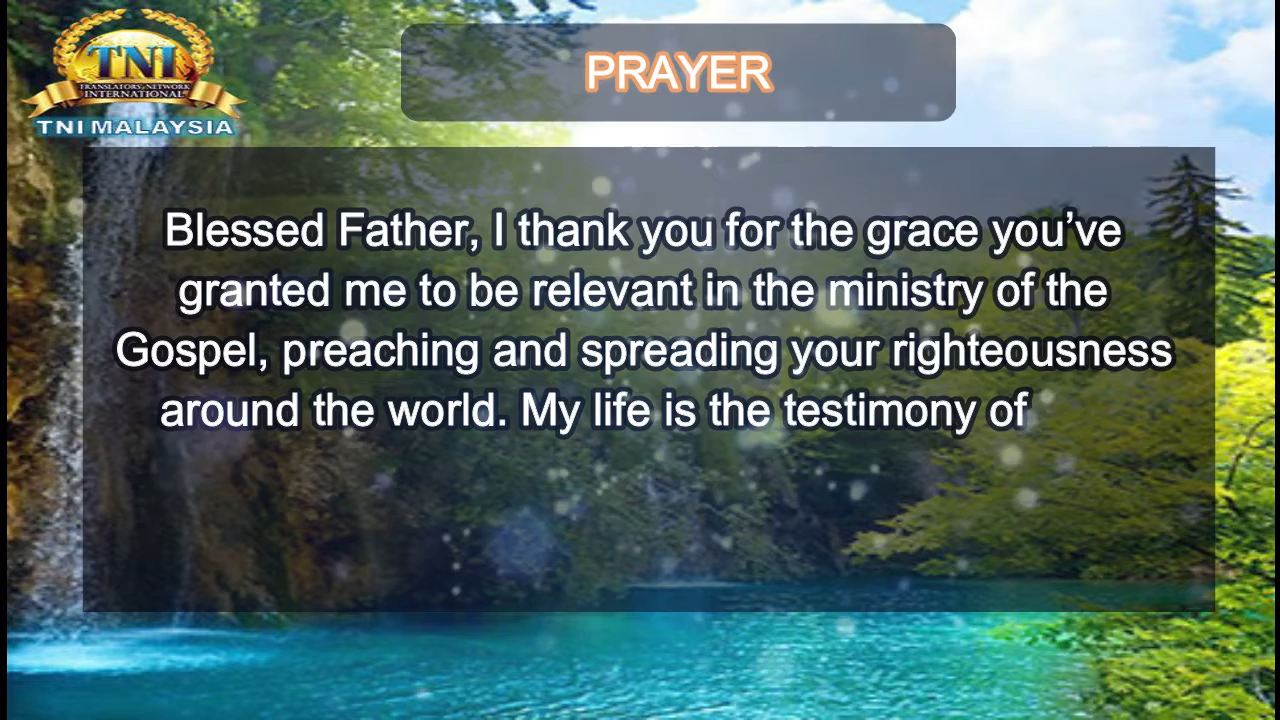 TNI
TRANSLATORS NETWORK
INTERNATIONAL
TNI MALAYSIA
PRAYER
Blessed Father, I thank you for the grace you’ve
granted me to be relevant in the ministry of the
Gospel, preaching and spreading your righteousness
around the world. My life is the testimony of